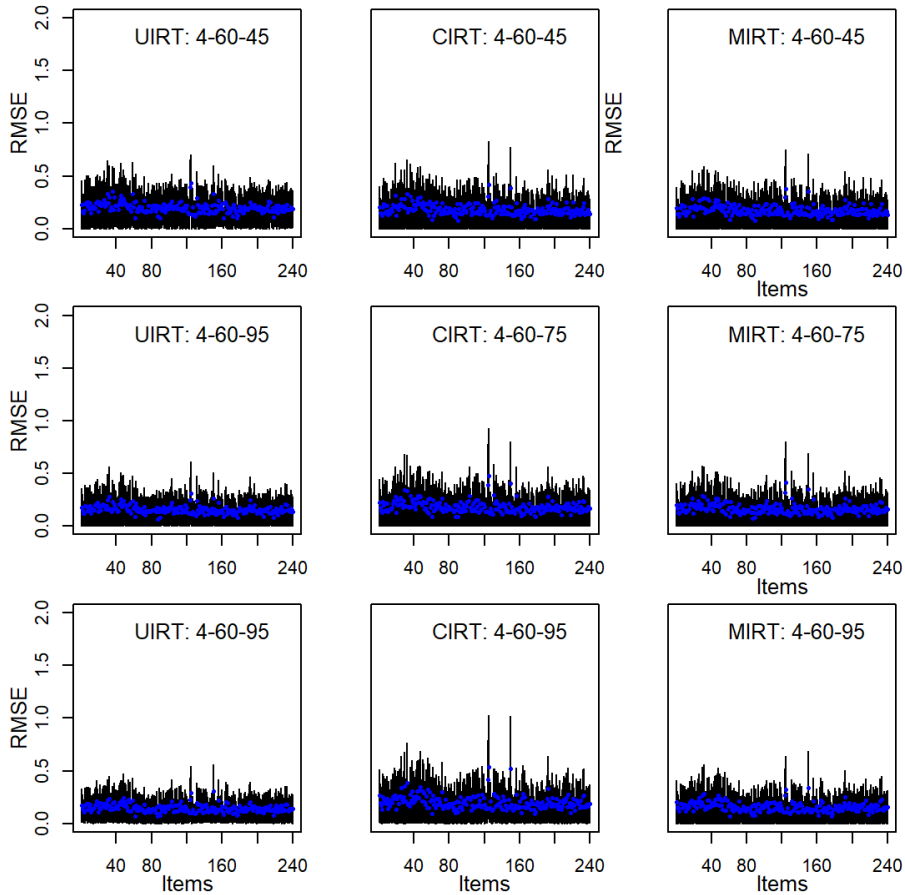 UIRT: 4-60-45
CIRT: 4-60-45
MIRT: 4-60-45
RMSE
RMSE
0.0 0.5 1.0 1.5 2.0
40 80 160 240
40 80 160 240
40 80 160 240
Items
UIRT: 4-60-95
CIRT: 4-60-75
MIRT: 4-60-75
RMSE
0.0 0.5 1.0 1.5 2.0
40 80 160 240
40 80 160 240
40 80 160 240
Items
UIRT: 4-60-95
CIRT: 4-60-95
MIRT: 4-60-95
RMSE
0.0 0.5 1.0 1.5 2.0
40 80 160 240
40 80 160 240
40 80 160 240
Items
Items
Items